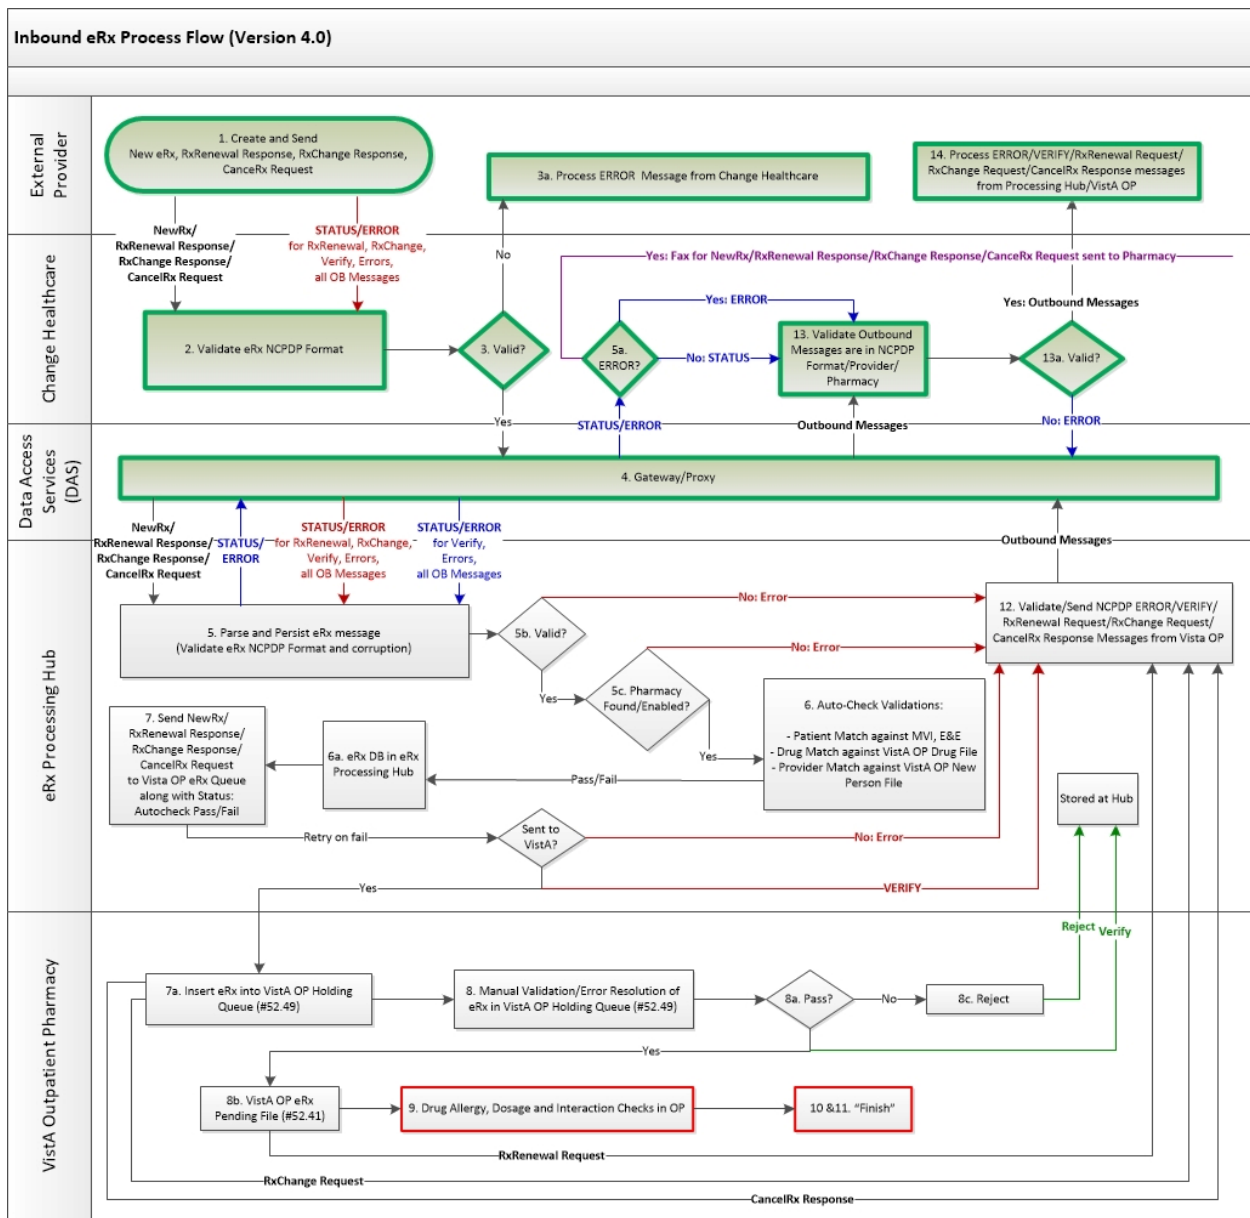 Inbound eRx Process Flow (Version 4.0)
External
Provider
1. Create and Send
New eRx, RxRenewal Response, RxChange Response,
CanceRx Request
3a. Process ERROR Message from Change Healthcare
14. Process ERROR/VERIFY/RxRenewal Request/
RxChange Request/CancelRx Response messages
from Processing Hub/VistA OP
NewRx/
RxRenewal Response/
RxChange Response/
CancelRx Request
STATUS/ERROR
for RxRenewal, RxChange,
Verify, Errors,
all OB Messages
No
Change Healthcare
Yes: Fax for NewRx/RxRenewal Response/RxChange Response/CanceRx Request sent to Pharmacy
Yes: ERROR
Yes: Outbound Messages
2. Validate eRx NCPDP Format
3. Valid?
5a.
ERROR?
No: STATUS
13. Validate Outbound
Messages are in NCPDP
Format/Provider/
Pharmacy
13a. Valid?
Yes
STATUS/ERROR
Outbound Messages
No: ERROR
Data Access
Services
(DAS)
4. Gateway/Proxy
NewRx/
RxRenewal Response/
RxChange Response/
CancelRx Request
STATUS/
ERROR
STATUS/ERROR
for RxRenewal, RxChange,
Verify, Errors,
all OB Messages
STATUS/ERROR
for Verify,
Errors,
all OB Messages
Outbound Messages
eRx Processing Hub
5. Parse and Persist eRx message
(Validate eRx NCPDP Format and corruption)
5b. Valid?
No: Error
12. Validate/Send NCPDP ERROR/VERIFY/
RxRenewal Request/RxChange Request/
CancelRx Response Messages from Vista OP
Yes
5c. Pharmacy
Found/Enabled?
No: Error
Yes
6. Auto-Check Validations:
- Patient Match against MVI, E&E
- Drug Match against VistA OP Drug File
- Provider Match against VistA OP New
Person File
Pass/Fail
6a. eRx DB in eRx
Processing Hub
7. Send NewRx/
RxRenewal Response/
RxChange Response/
CancelRx Request
to Vista OP eRx Queue
along with Status:
Autocheck Pass/Fail
Stored at Hub
Retry on fail
Sent to
VistA?
No: Error
Yes
VERIFY
VistA Outpatient Pharmacy
Reject
Verify
7a. Insert eRx into VistA OP Holding
Queue (#52.49)
8. Manual Validation/Error Resolution of
eRx in VistA OP Holding Queue (#52.49)
8a. Pass?
No
8c. Reject
Yes
8b. VistA OP eRx
Pending File (#52.41)
9. Drug Allergy, Dosage and Interaction Checks in OP
10 &11. "Finish"
RxRenewal Request
RxChange Request
CancelRx Response